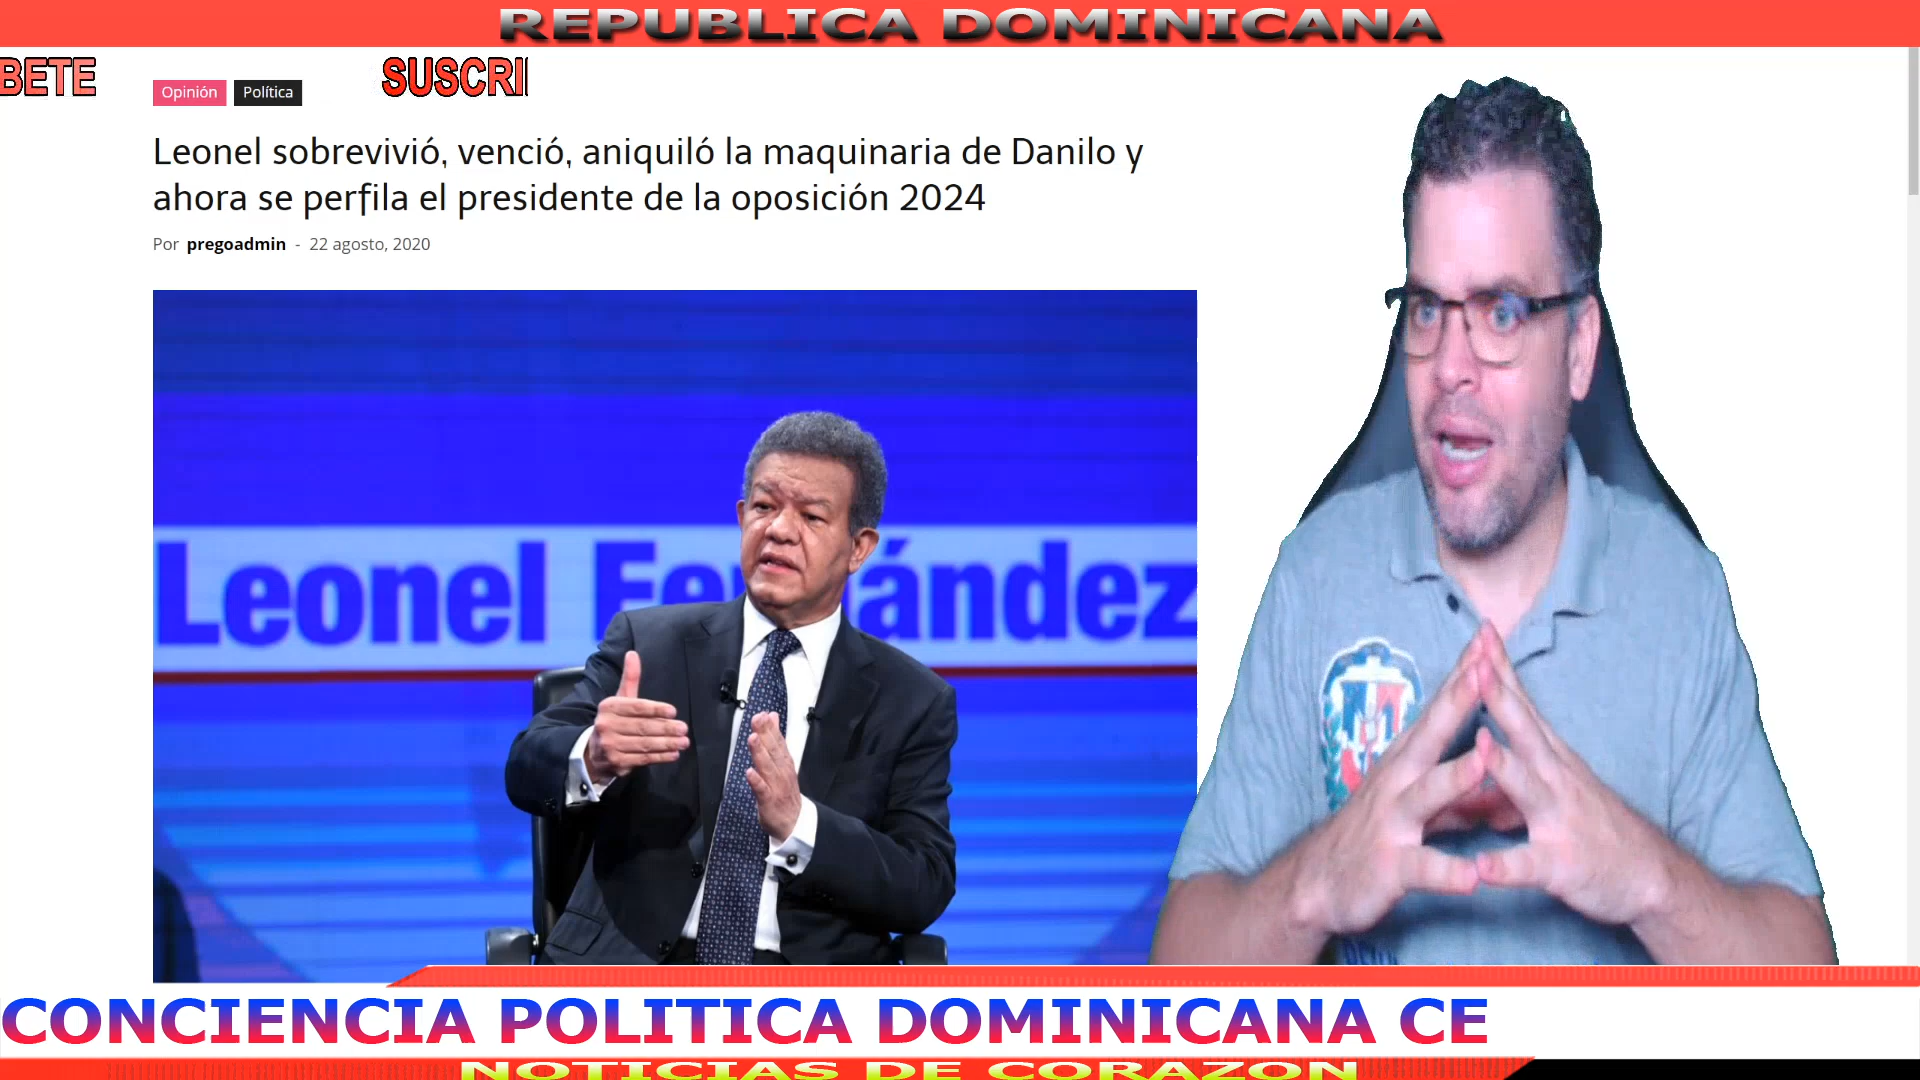 REPUBLICA DOMINICANA
BETE SUSCRI
Opinión Política
Leonel sobrevivió, venció, aniquiló la maquinaria de Danilo y
ahora se perfila el presidente de la oposición 2024
Por pregoadmin - 22 agosto, 2020
Leonel Fe ández
CONCIENCIA POLITICA DOMINICANA CE
NOTICIAS DE CORAZON